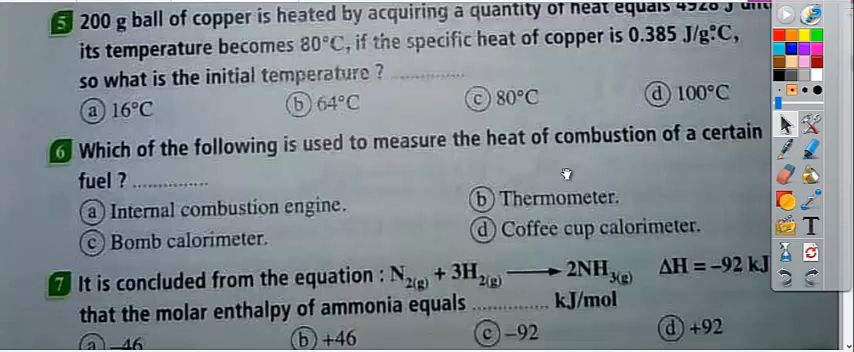 5 200 g ball of copper is heated by acquiring a quantity of heat equals 4928 J until
its temperature becomes 80°C, if the specific heat of copper is 0.385 J/g.°C,
so what is the initial temperature ? ..............
a 16°C b 64°C c 80°C d 100°C
6 Which of the following is used to measure the heat of combustion of a certain
fuel ? ..............
a Internal combustion engine. b Thermometer.
c Bomb calorimeter. d Coffee cup calorimeter.
7 It is concluded from the equation : N2(g) + 3H2(g) ⟶ 2NH3(g) ΔH = –92 kJ
that the molar enthalpy of ammonia equals .............. kJ/mol
a –46 b +46 c –92 d +92
T